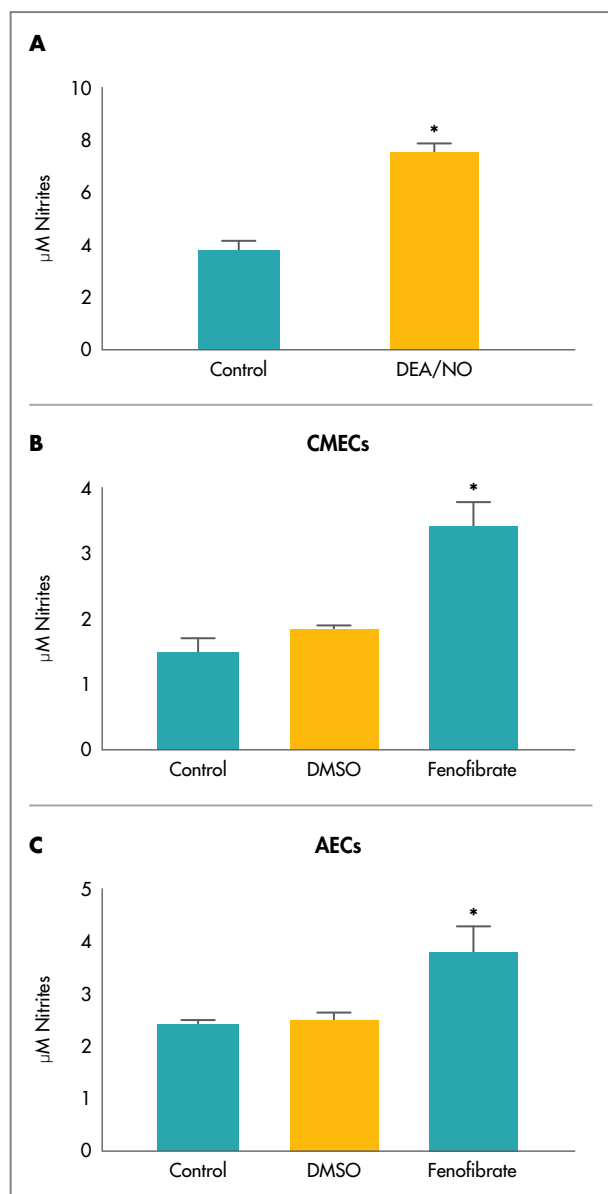 A
µM Nitrites
10
8
6
4
2
0
*
Control
DEA/NO
B
CMECs
µM Nitrites
4
3
2
1
0
*
Control
DMSO
Fenofibrate
C
AECs
µM Nitrites
5
4
3
2
1
0
*
Control
DMSO
Fenofibrate